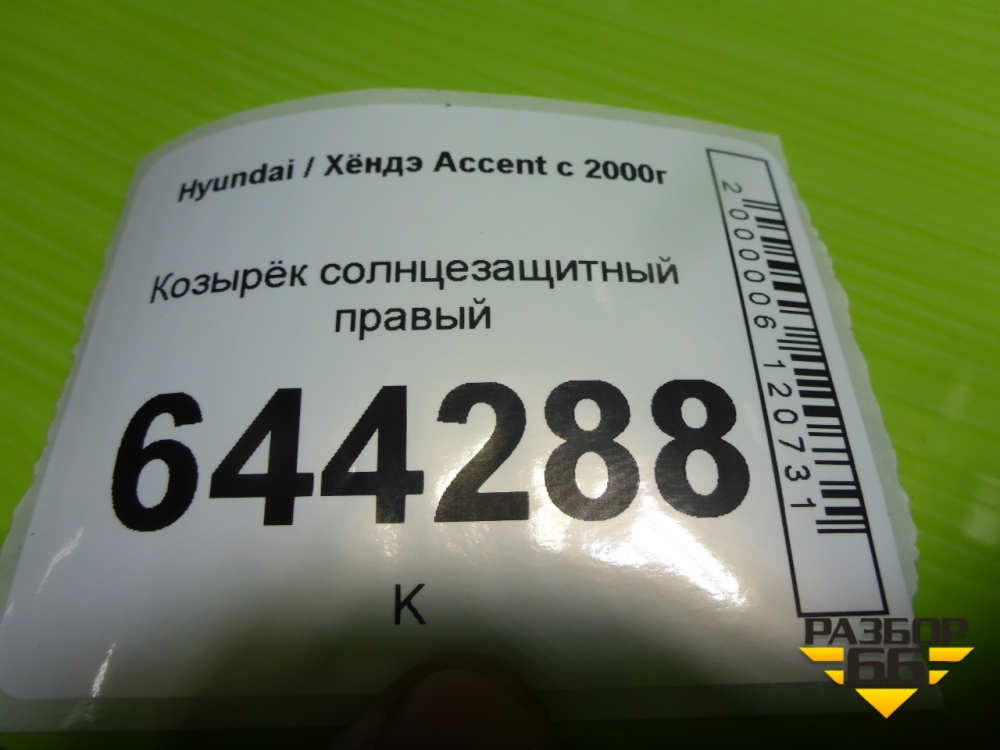 Hyundai / Хёндэ Accent с 2000г
Козырёк солнцезащитный
правый
644288
К
2000006120731
РАЗБОР
66